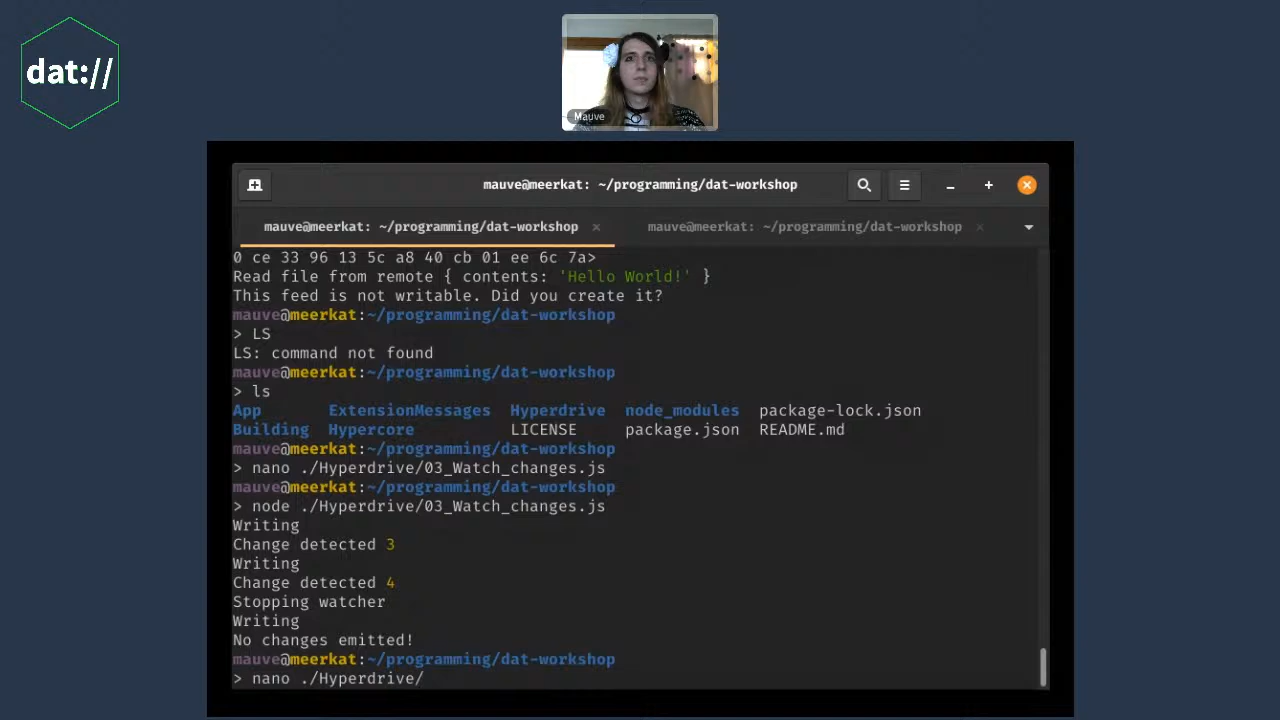 dat://
Mauve
mauve@meerkat: ~/programming/dat-workshop
mauve@meerkat: ~/programming/dat-workshop
mauve@meerkat: ~/programming/dat-workshop
0 ce 33 96 13 5c a8 40 cb 01 ee 6c 7a>
Read file from remote { contents: 'Hello World!' }
This feed is not writable. Did you create it?
mauve@meerkat:~/programming/dat-workshop
> LS
LS: command not found
mauve@meerkat:~/programming/dat-workshop
> ls
App ExtensionMessages Hyperdrive node_modules package-lock.json
Building Hypercore LICENSE package.json README.md
mauve@meerkat:~/programming/dat-workshop
> nano ./Hyperdrive/03_Watch_changes.js
mauve@meerkat:~/programming/dat-workshop
> node ./Hyperdrive/03_Watch_changes.js
Writing
Change detected 3
Writing
Change detected 4
Stopping watcher
Writing
No changes emitted!
mauve@meerkat:~/programming/dat-workshop
> nano ./Hyperdrive/